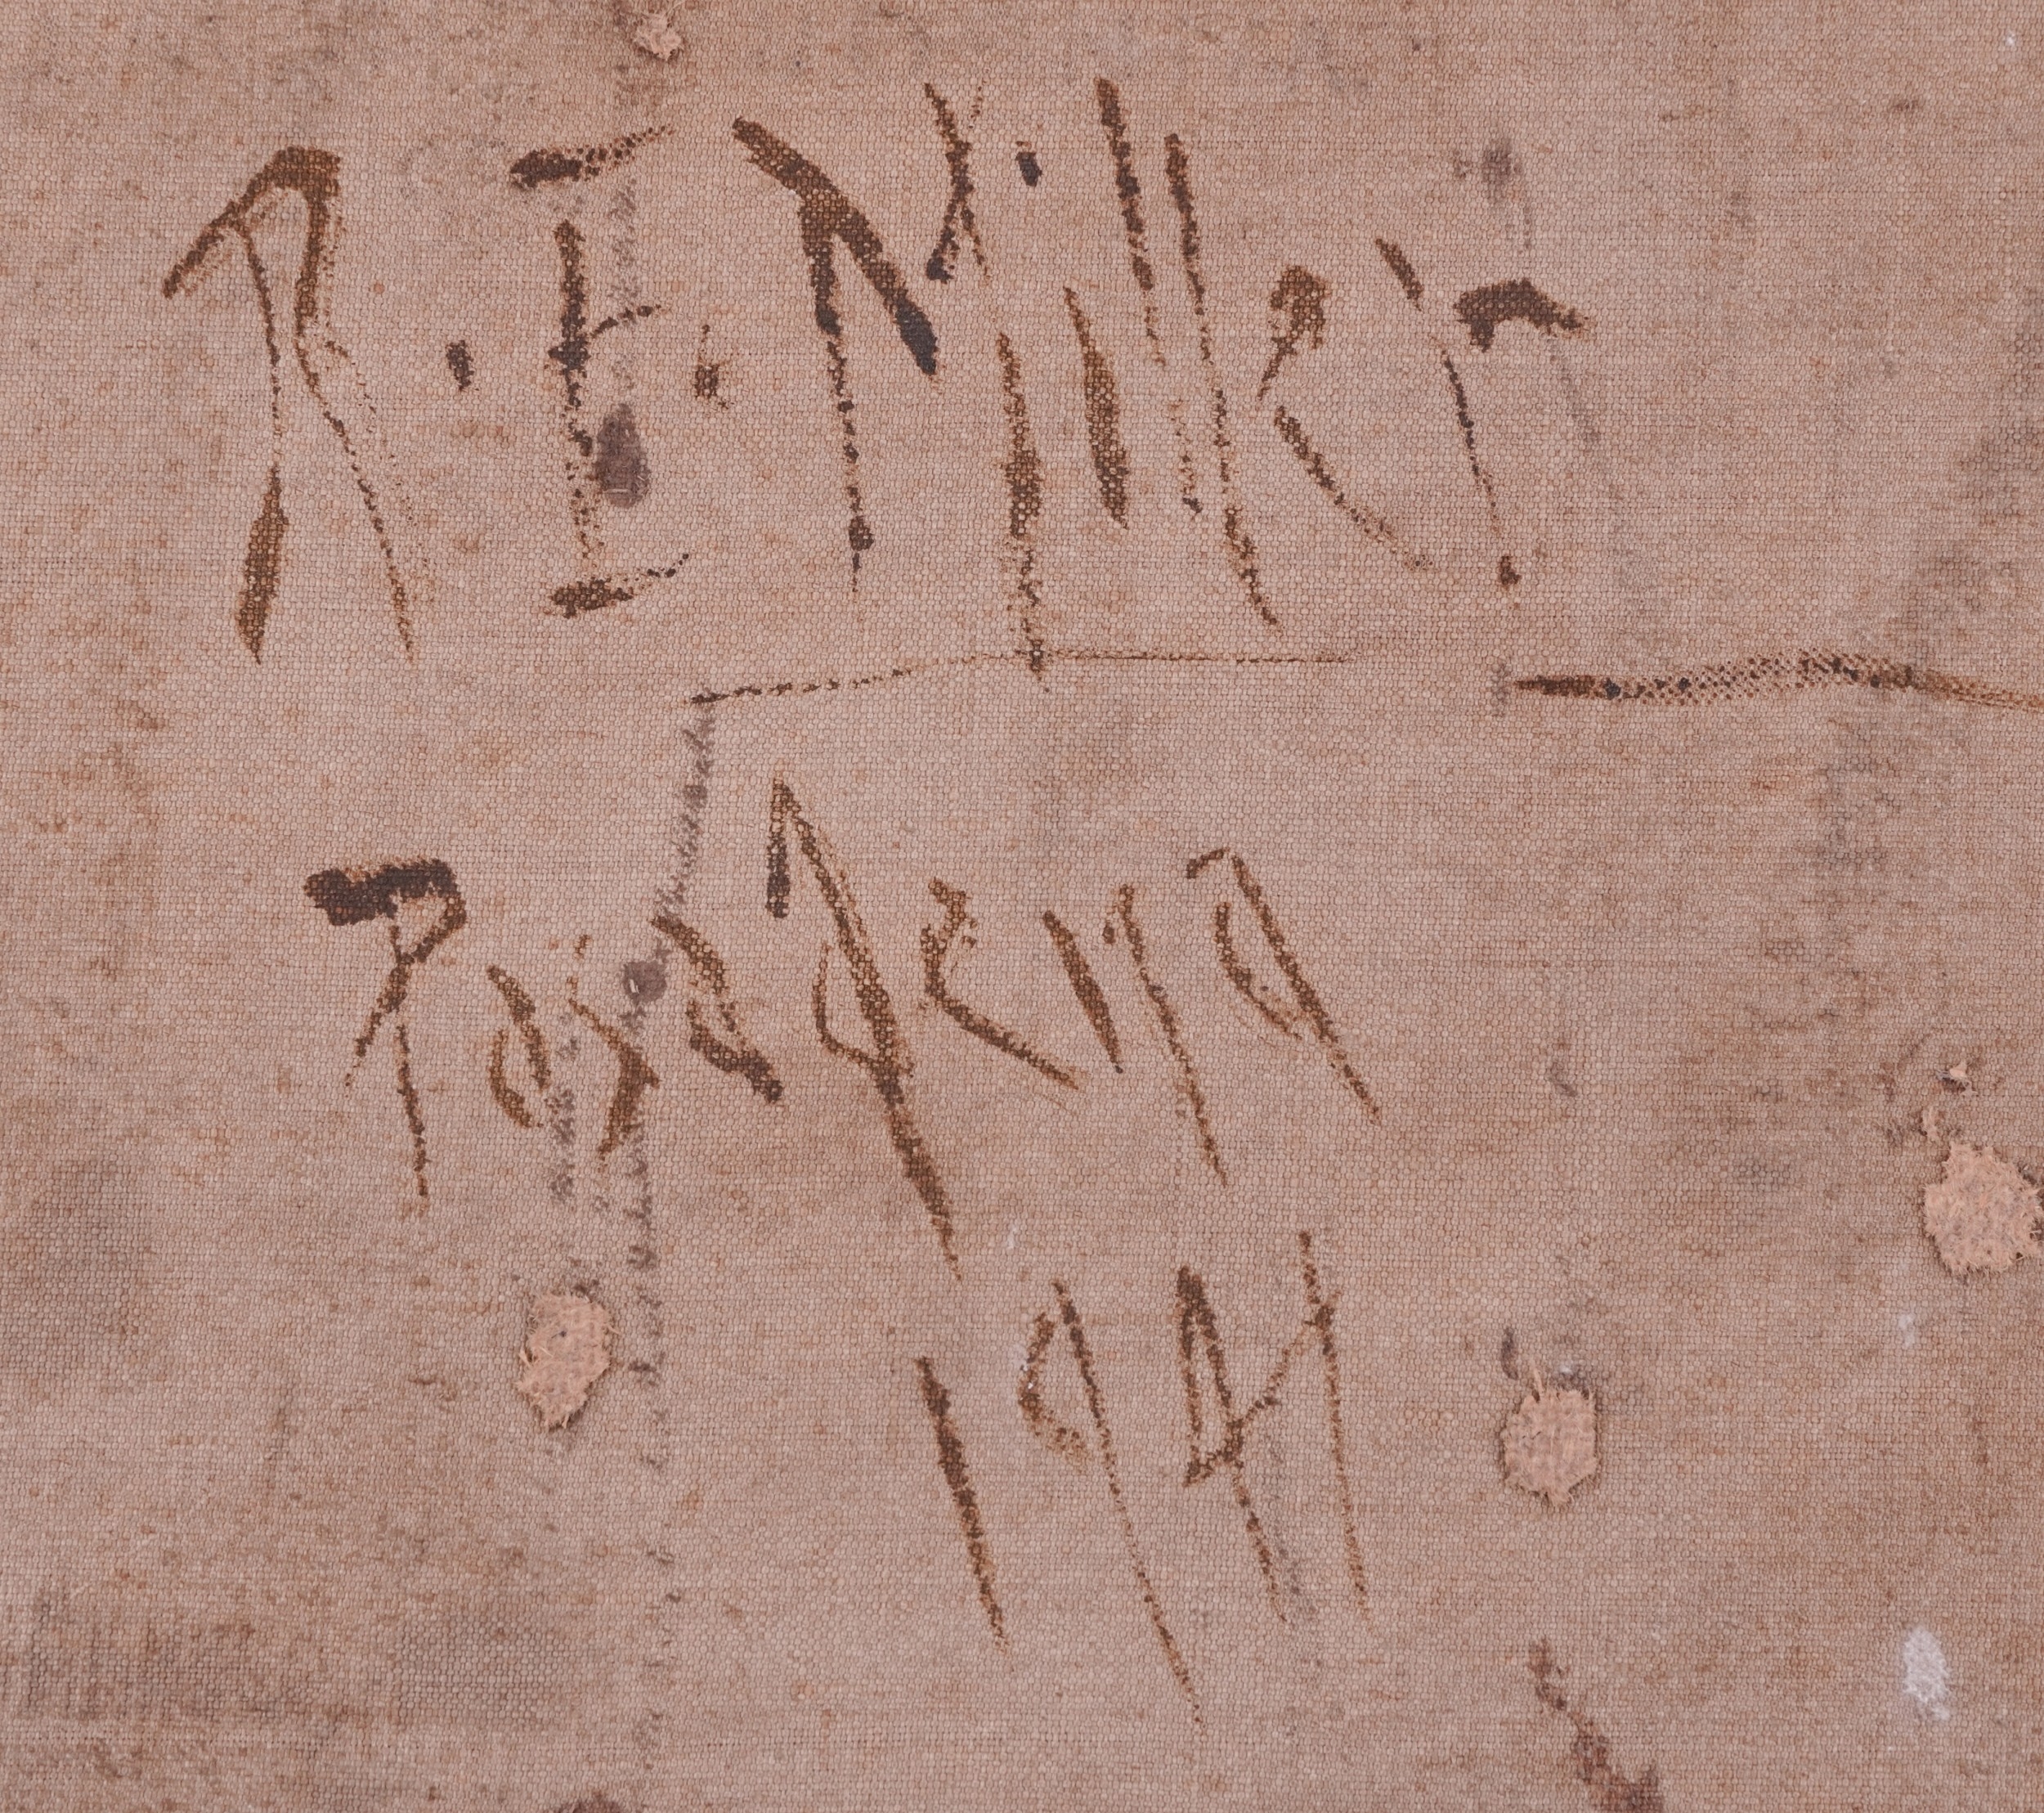 R. E. Miller
Pasadena
1941